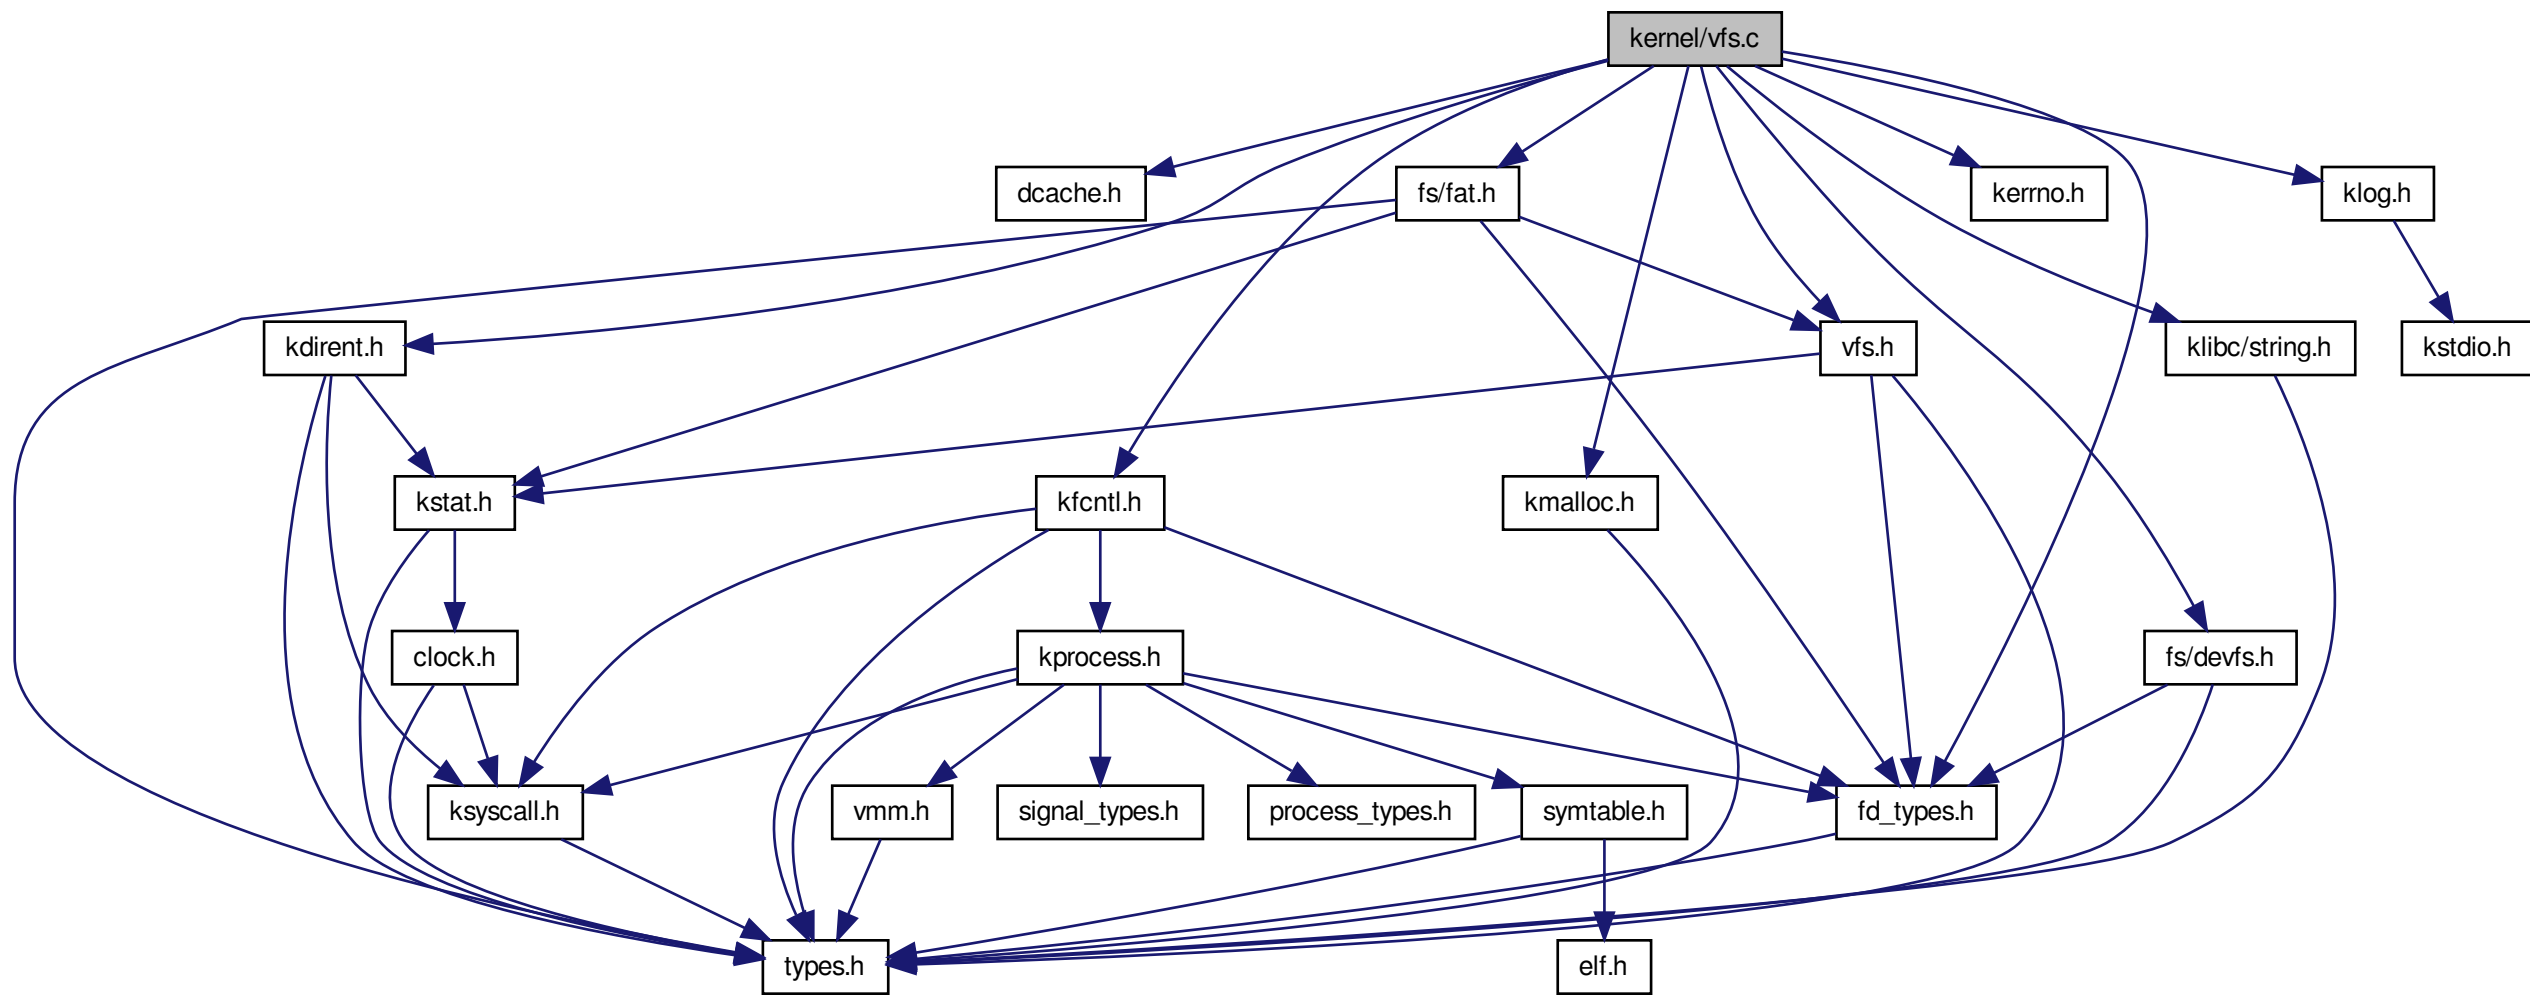 kernel/vfs.c
dcache.h
fs/fat.h
kerrno.h
klog.h
kdirent.h
vfs.h
klibc/string.h
kstdio.h
kstat.h
kfcntl.h
kmalloc.h
clock.h
kprocess.h
fs/devfs.h
ksyscall.h
vmm.h
signal_types.h
process_types.h
symtable.h
fd_types.h
types.h
elf.h